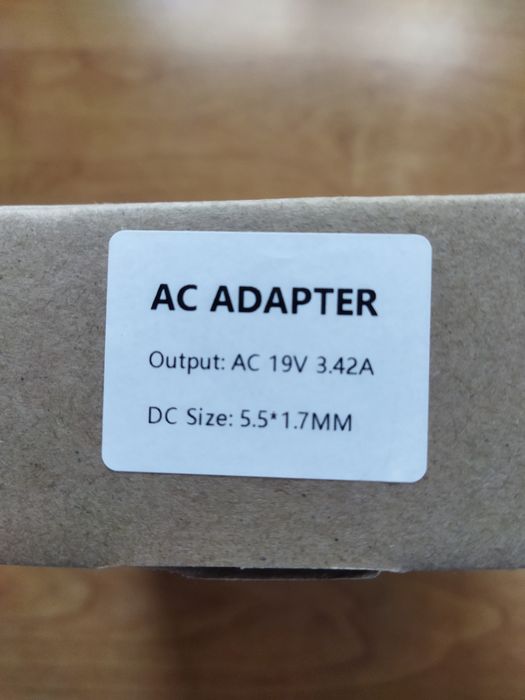 AC ADAPTER
Output: AC 19V 3.42A
DC Size: 5.5*1.7MM